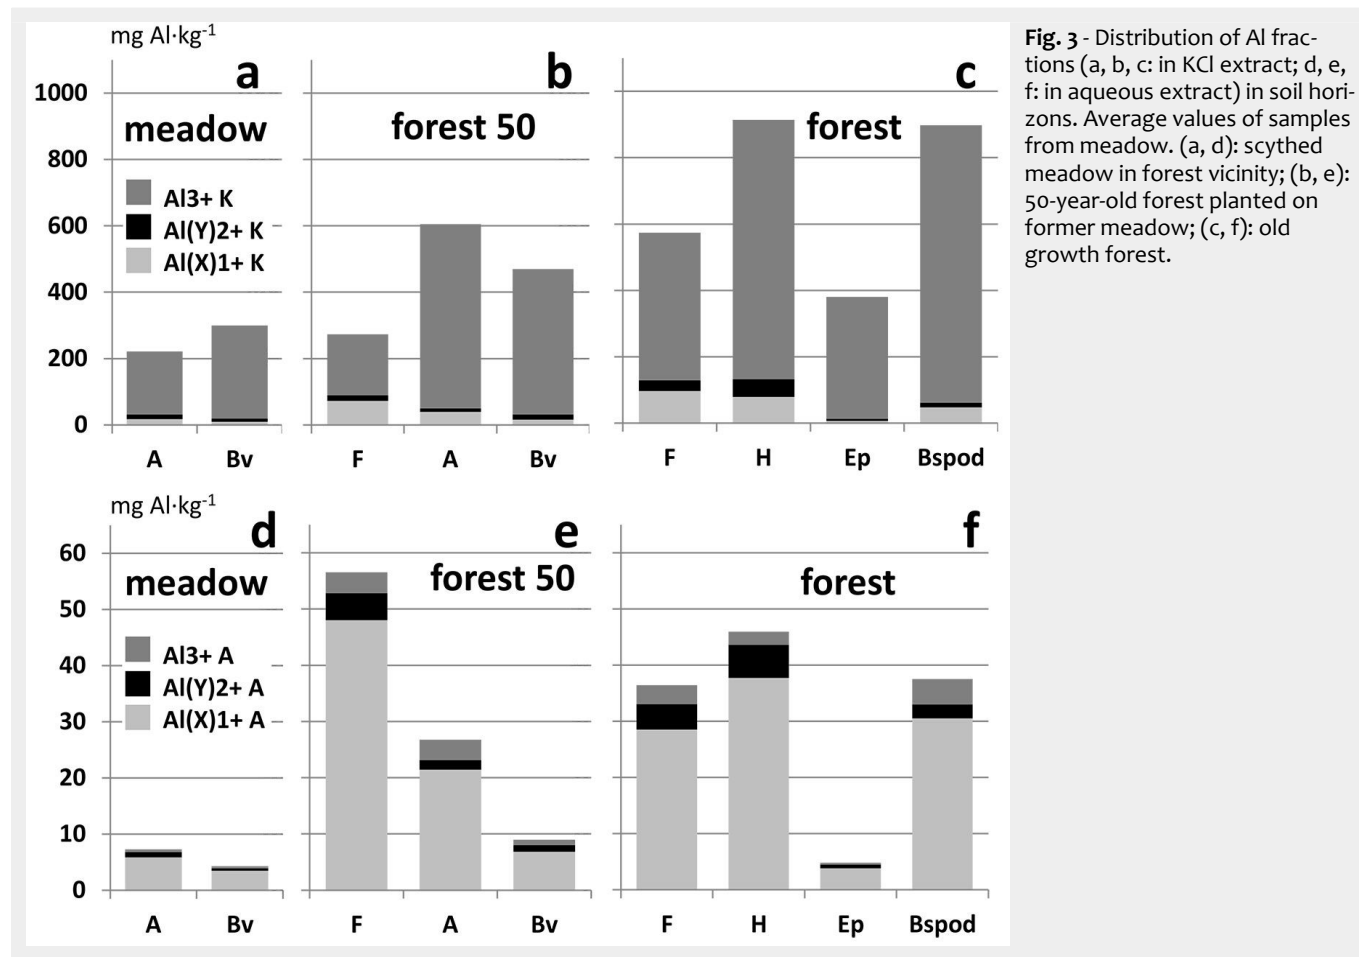 mg Al·kg-1
a
b
c
1000
800
600
400
200
0
meadow
forest 50
forest
Al3+ K
Al(Y)2+ K
Al(X)1+ K
A Bv F A Bv F H Ep Bspod
mg Al·kg-1
d
e
f
60
50
40
30
20
10
0
meadow
forest 50
forest
Al3+ A
Al(Y)2+ A
Al(X)1+ A
A Bv F A Bv F H Ep Bspod
Fig. 3 - Distribution of Al frac-
tions (a, b, c: in KCl extract; d, e,
f: in aqueous extract) in soil hori-
zons. Average values of samples
from meadow. (a, d): scythed
meadow in forest vicinity; (b, e):
50-year-old forest planted on
former meadow; (c, f): old
growth forest.